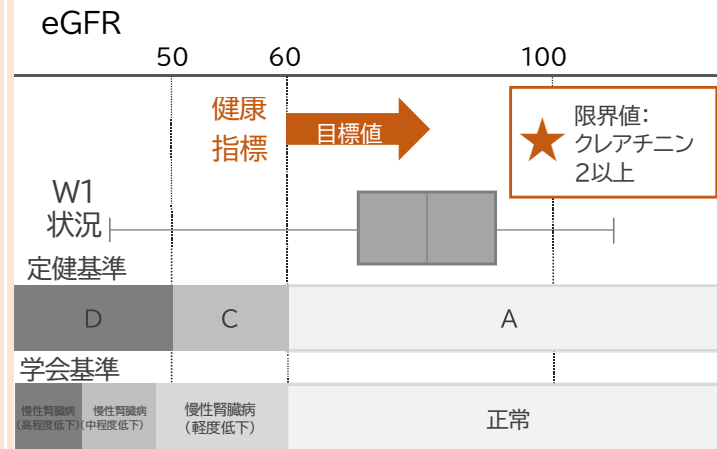 eGFR
50
60
100
健康
指標
目標値
限界値：
クレアチニン
2以上
W1
状況
定健基準
D
C
A
学会基準
慢性腎臓病
(高程度低下)
慢性腎臓病
(中程度低下)
慢性腎臓病
(軽度低下)
正常